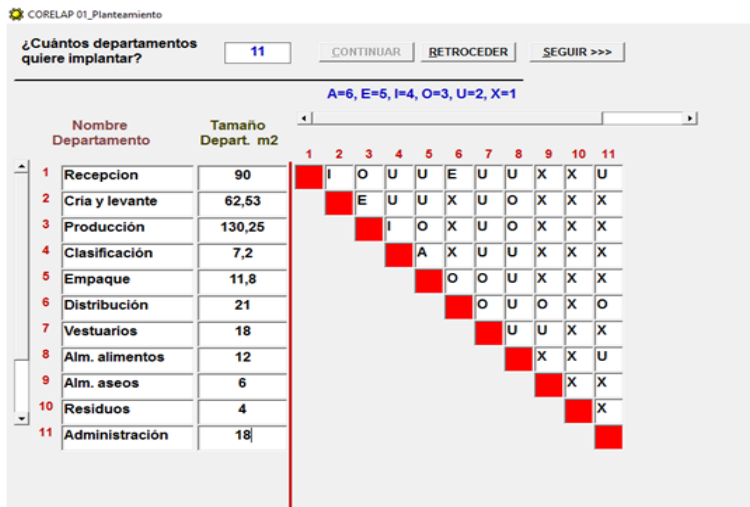 CORELAP 01_Planteamiento
¿Cuántos departamentos
quiere implantar?
11
CONTINUAR
RETROCEDER
SEGUIR >>>
A=6, E=5, I=4, O=3, U=2, X=1
Nombre
Departamento
Tamaño
Depart. m2
1 2 3 4 5 6 7 8 9 10 11
1 Recepcion 90 I O U U E U U X X U
2 Cría y levante 62,53 E U U X U O X X X
3 Producción 130,25 I O X U O X X X
4 Clasificación 7,2 A X U U X X X
5 Empaque 11,8 O O U X X X
6 Distribución 21 O U O X O
7 Vestuarios 18 U U X X
8 Alm. alimentos 12 X X U
9 Alm. aseos 6 X X
10 Residuos 4 X
11 Administración 18